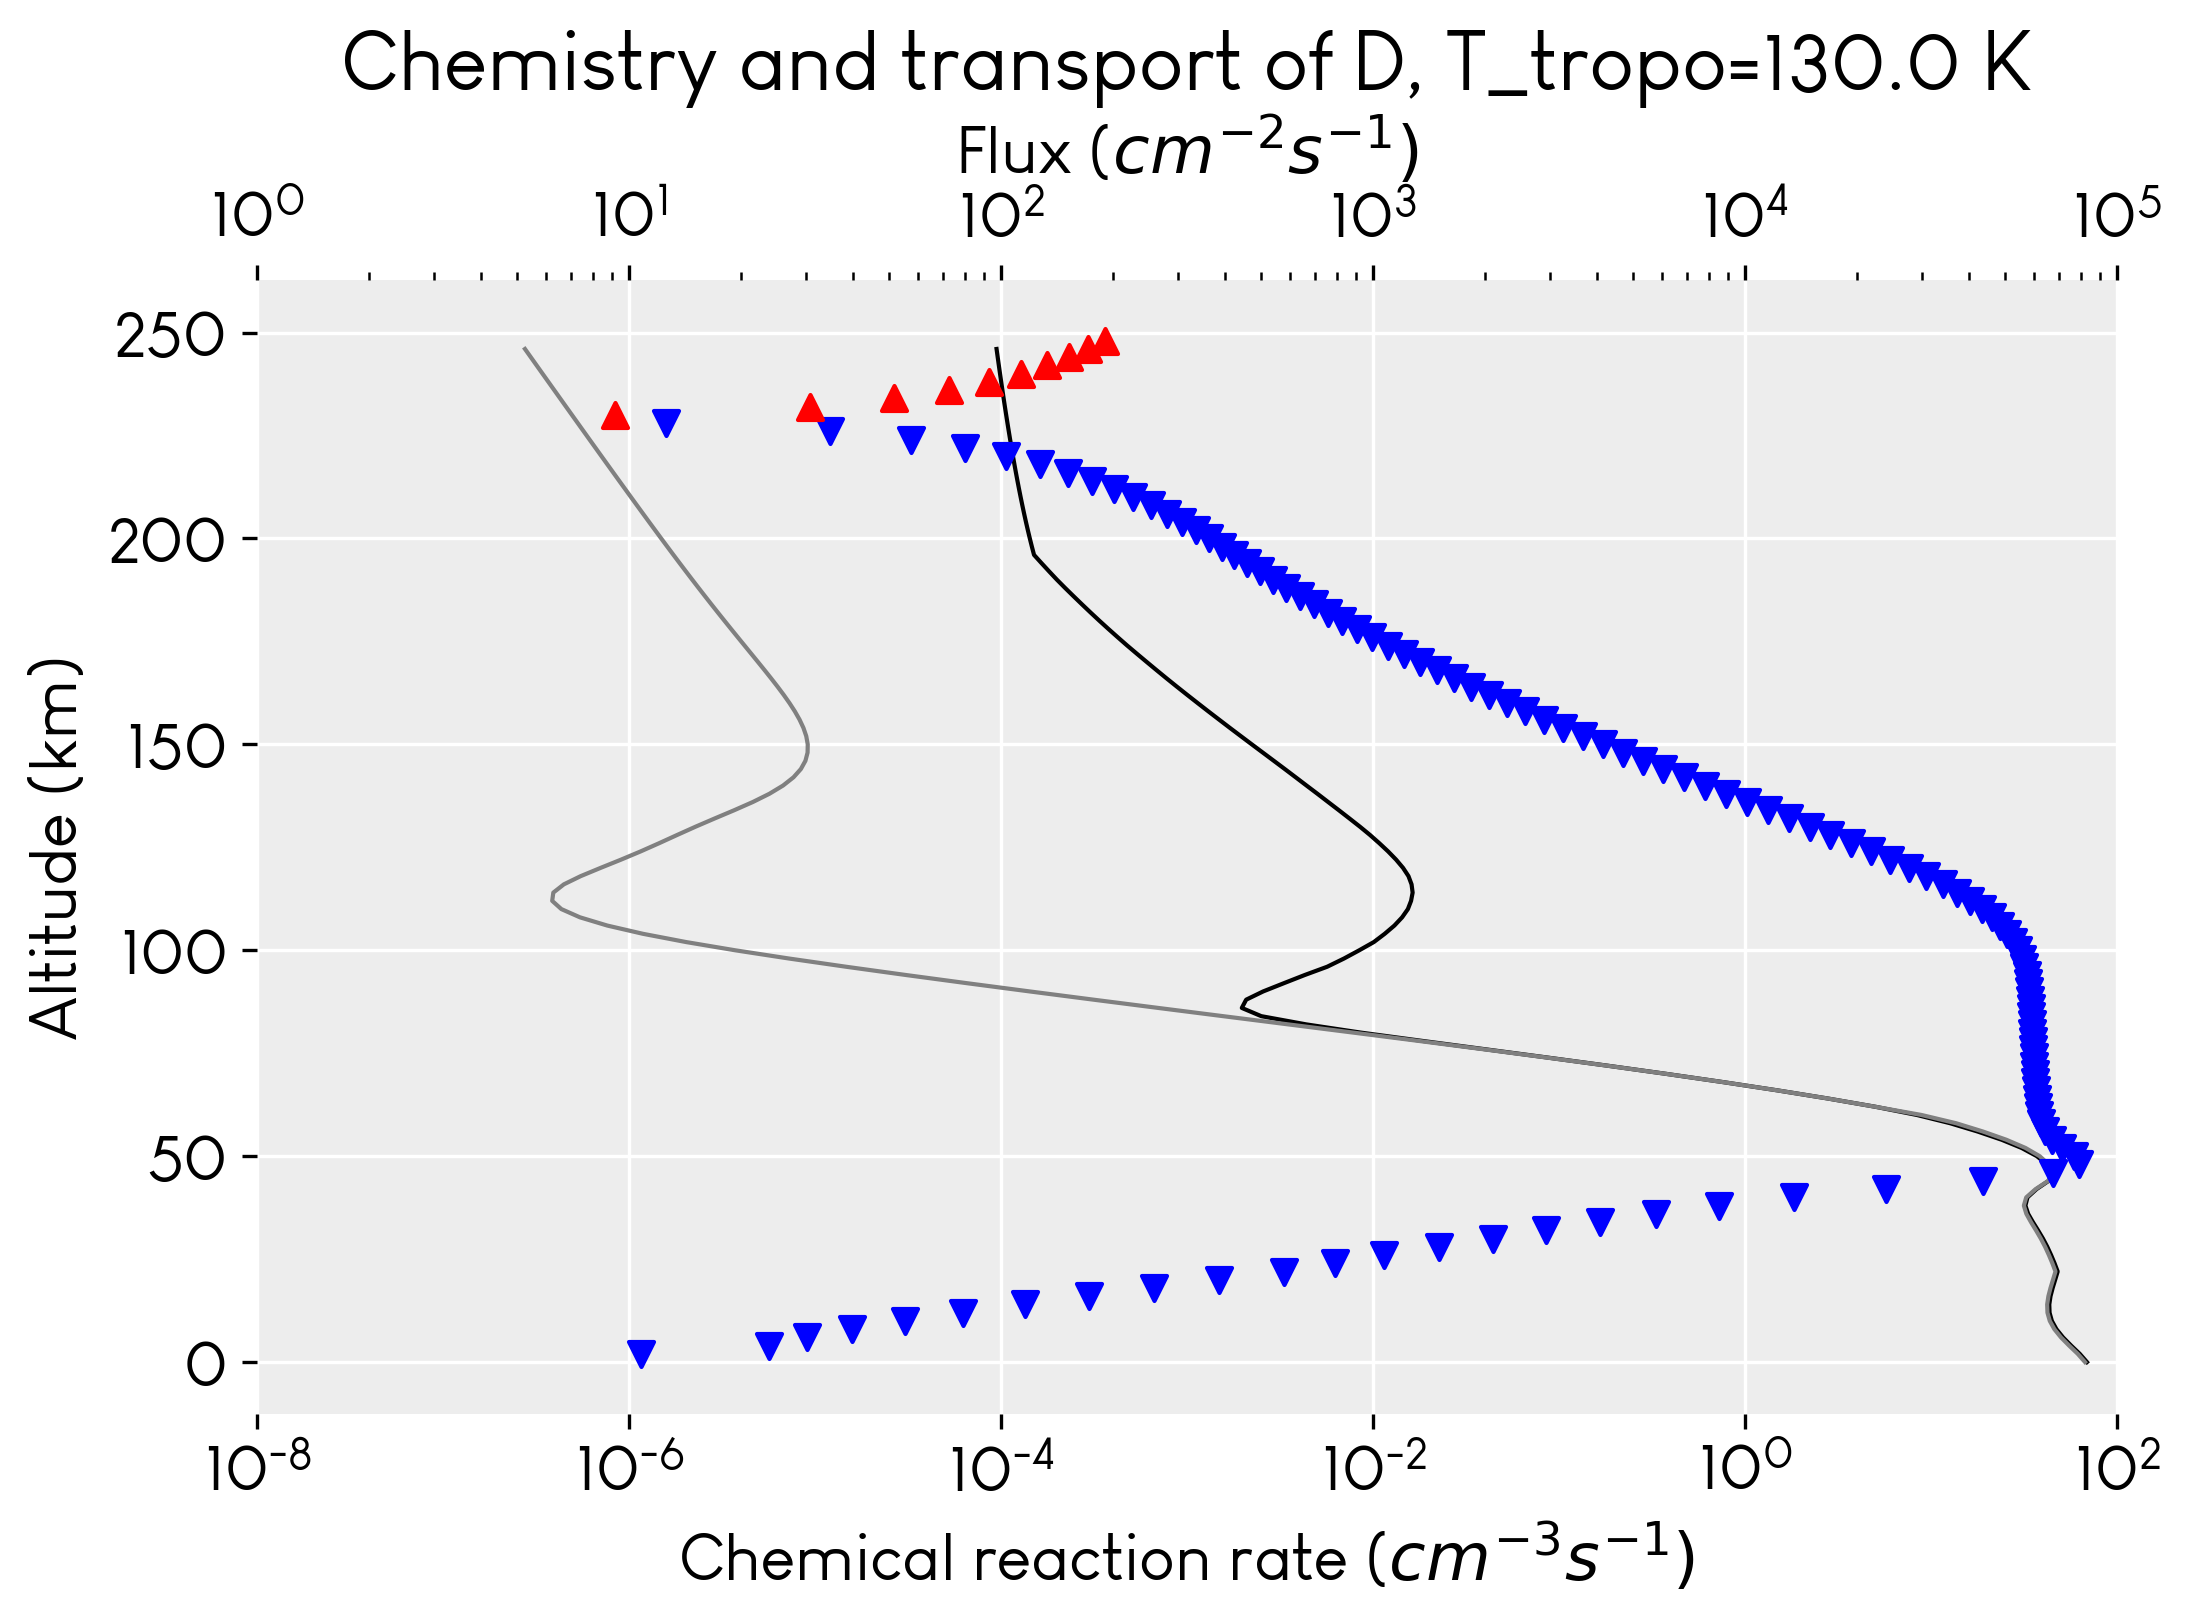 Chemistry and transport of D, T_tropo=130.0 K
Flux (cm⁻²s⁻¹)
10⁰ 10¹ 10² 10³ 10⁴ 10⁵
250
200
150
100
50
0
Altitude (km)
10⁻⁸ 10⁻⁶ 10⁻⁴ 10⁻² 10⁰ 10²
Chemical reaction rate (cm⁻³s⁻¹)